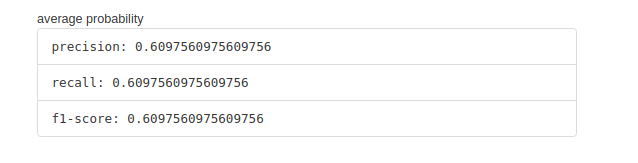 average probability
precision: 0.6097560975609756
recall: 0.6097560975609756
f1-score: 0.6097560975609756